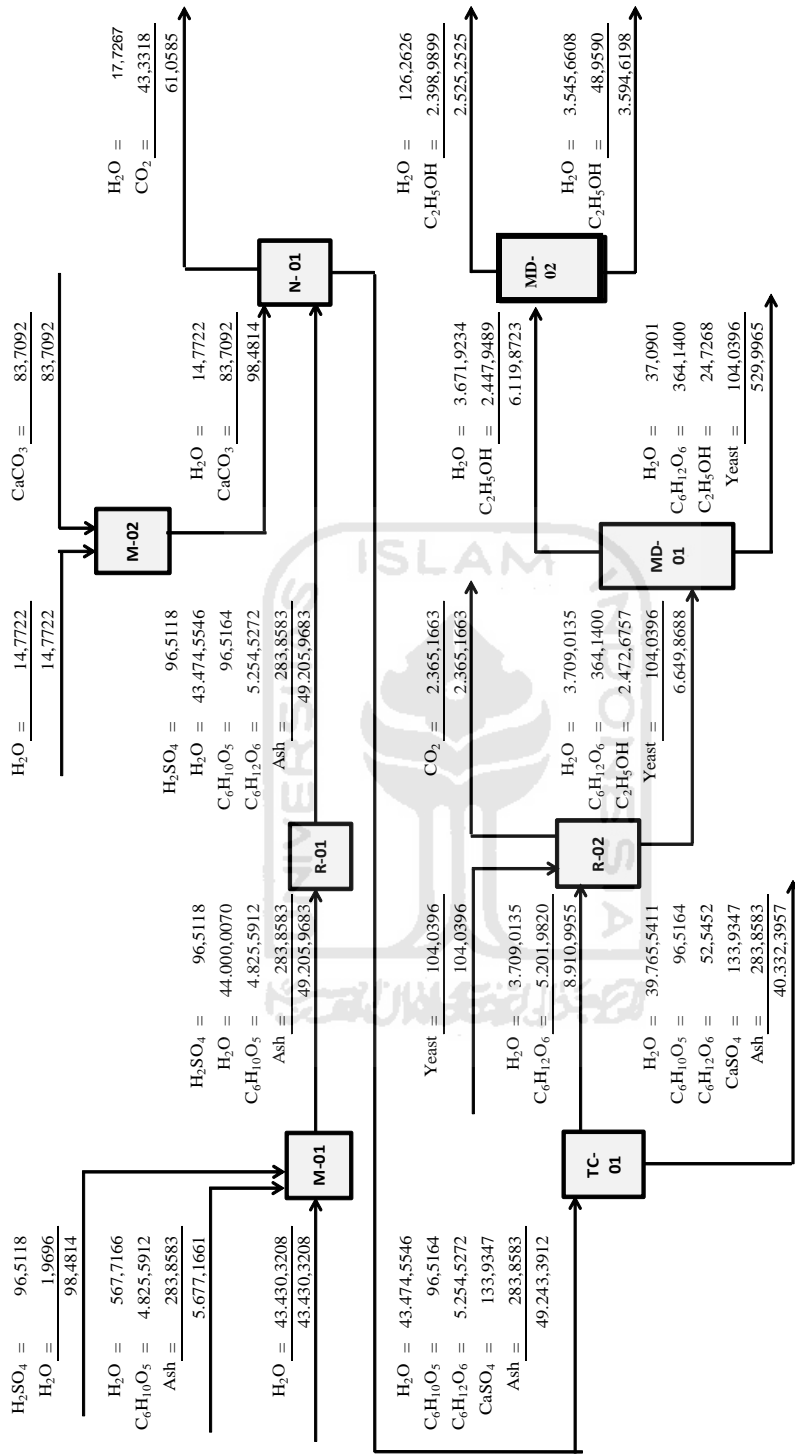 H2SO4 = 96,5118
H2O = 1,9696
98,4814
H2O = 567,7166
C6H10O5 = 4.825,5912
Ash = 283,8583
5.677,1661
H2O = 43.430,3208
43.430,3208
M-01
H2SO4 = 96,5118
H2O = 44.000,0070
C6H10O5 = 4.825,5912
Ash = 283,8583
49.205,9683
R-01
H2SO4 = 96,5118
H2O = 43.474,5546
C6H10O5 = 96,5164
C6H12O6 = 5.254,5272
Ash = 283,8583
49.205,9683
H2O = 14,7722
14,7722
CaCO3 = 83,7092
83,7092
M-02
H2O = 14,7722
CaCO3 = 83,7092
98,4814
N- 01
H2O = 17,7267
CO2 = 43,3318
61,0585
H2O = 43.474,5546
C6H10O5 = 96,5164
C6H12O6 = 5.254,5272
CaSO4 = 133,9347
Ash = 283,8583
49.243,3912
TC-
01
H2O = 39.765,5411
C6H10O5 = 96,5164
C6H12O6 = 52,5452
CaSO4 = 133,9347
Ash = 283,8583
40.332,3957
Yeast = 104,0396
104,0396
H2O = 3.709,0135
C6H12O6 = 5.201,9820
8.910,9955
R-02
CO2 = 2.365,1663
2.365,1663
H2O = 3.709,0135
C6H12O6 = 364,1400
C2H5OH = 2.472,6757
Yeast = 104,0396
6.649,8688
MD-
01
H2O = 3.671,9234
C2H5OH = 2.447,9489
6.119,8723
H2O = 37,0901
C6H12O6 = 364,1400
C2H5OH = 24,7268
Yeast = 104,0396
529,9965
MD-
02
H2O = 126,2626
C2H5OH = 2.398,9899
2.525,2525
H2O = 3.545,6608
C2H5OH = 48,9590
3.594,6198
UNIVERSITAS
ISLAM
INDONESIA